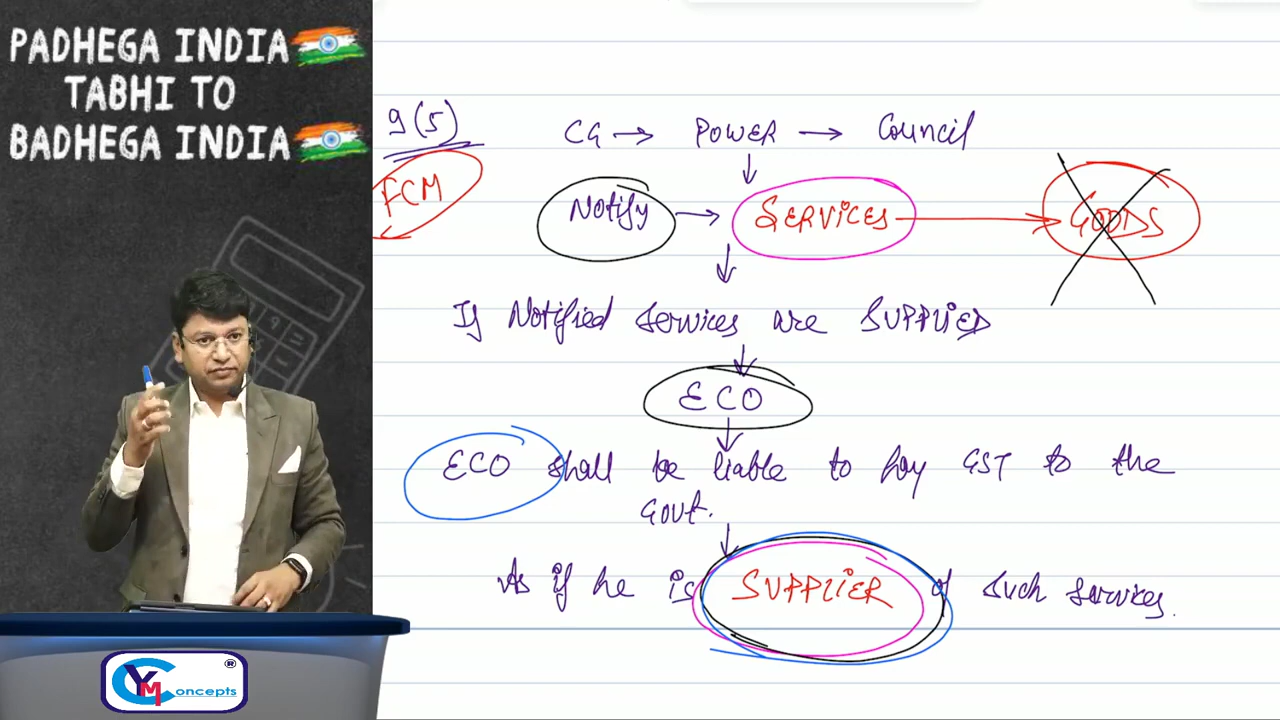 PADHEGA INDIA
TABHI TO
BADHEGA INDIA
9(5)
CG → POWER → Council
FCM
Notify → SERVICES → GOODS
If Notified Services are SUPPLIED
ECO
ECO shall be liable to pay GST to the
Govt.
As if he is SUPPLIER of such services.
CYM Concepts ®